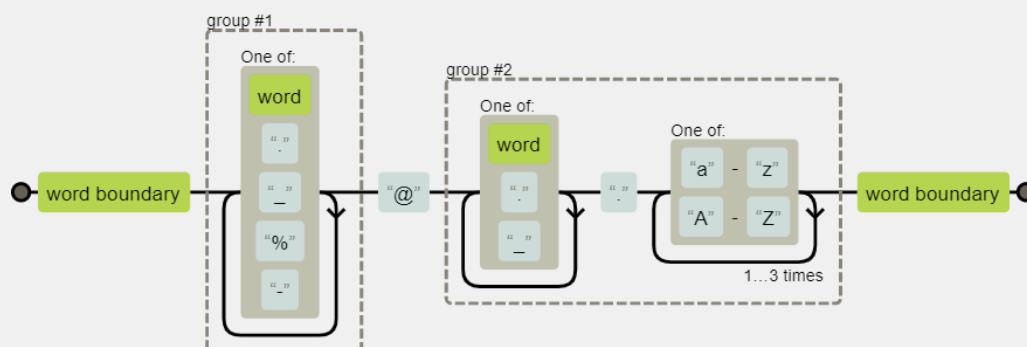 group #1
One of:
word
“.”
“_”
“%”
“-”
word boundary
“@”
group #2
One of:
word
“.”
“_”
“.”
One of:
“a” - “z”
“A” - “Z”
1...3 times
word boundary